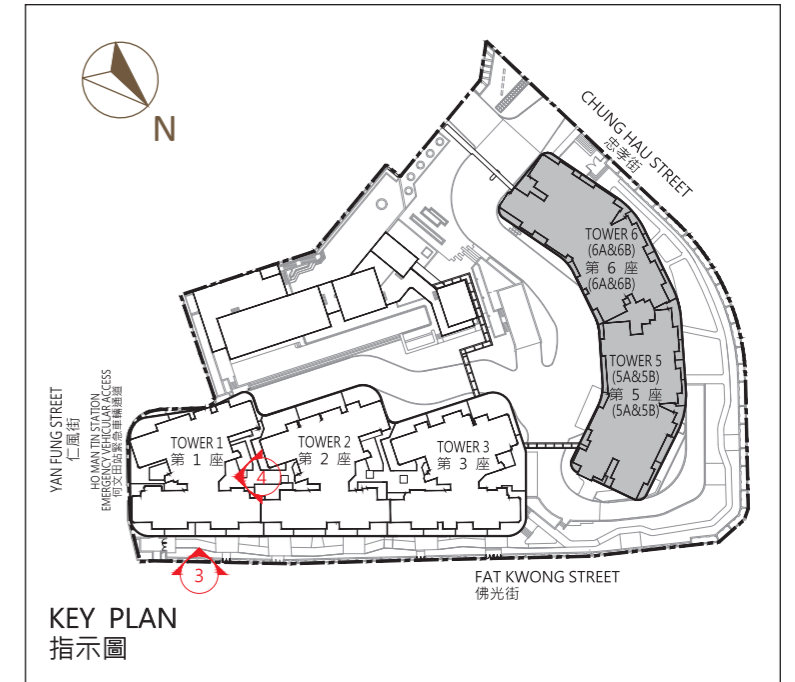 N
CHUNG HAU STREET
忠孝街
TOWER 6
(6A&6B)
第 6 座
(6A&6B)
TOWER 5
(5A&5B)
第 5 座
(5A&5B)
YAN FUNG STREET
仁風街
HO MAN TIN STATION
EMERGENCY VEHICULAR ACCESS
何文田站緊急車輛通道
TOWER 1
第 1 座
TOWER 2
第 2 座
TOWER 3
第 3 座
4
3
FAT KWONG STREET
佛光街
KEY PLAN
指示圖